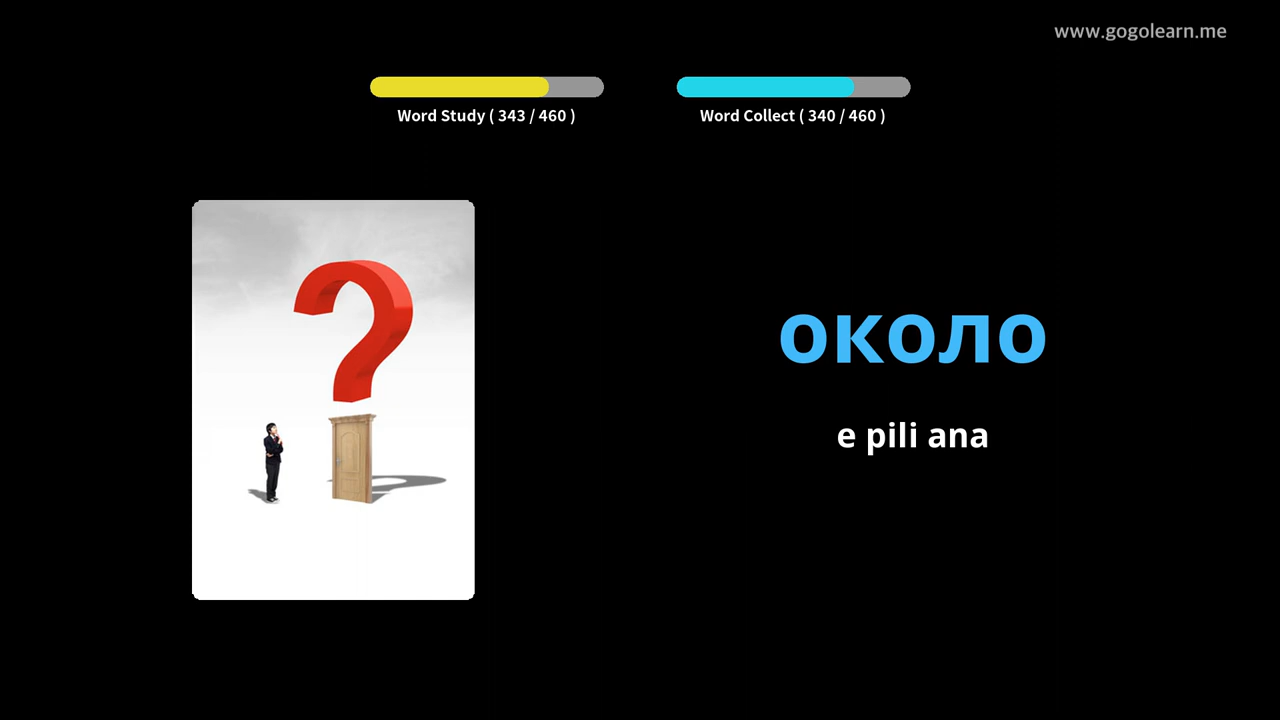 www.gogolearn.me
Word Study ( 343 / 460 )
Word Collect ( 340 / 460 )
около
e pili ana